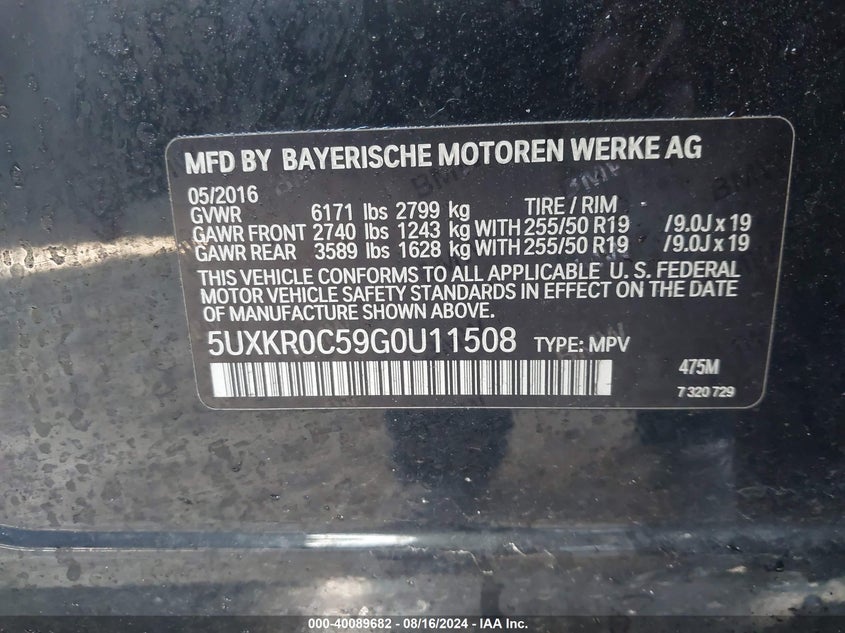 MFD BY BAYERISCHE MOTOREN WERKE AG
05/2016
GVWR 6171 lbs 2799 kg TIRE / RIM
GAWR FRONT 2740 lbs 1243 kg WITH 255/50 R19 /9.0J x 19
GAWR REAR 3589 lbs 1628 kg WITH 255/50 R19 /9.0J x 19
THIS VEHICLE CONFORMS TO ALL APPLICABLE U. S. FEDERAL
MOTOR VEHICLE SAFETY STANDARDS IN EFFECT ON THE DATE
OF MANUFACTURE SHOWN ABOVE.
5UXKR0C59G0U11508 TYPE: MPV
475M
7 320 729
000-40089682 - 08/16/2024 - IAAI Inc.